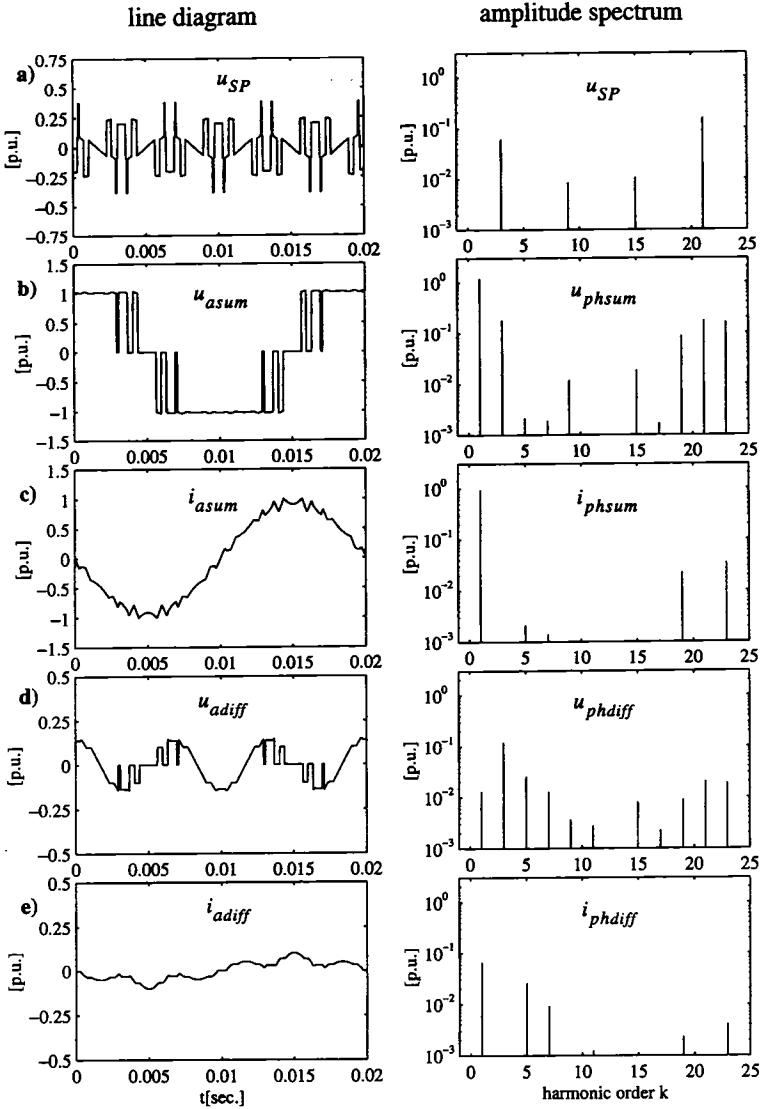 line diagram
amplitude spectrum
a)
u_SP
[p.u.]
0.75
0.5
0.25
0
−0.25
−0.5
−0.75
0 0.005 0.01 0.015 0.02
u_SP
[p.u.]
10^0
10^-1
10^-2
10^-3
0 5 10 15 20 25
b)
u_asum
[p.u.]
1.5
1
0.5
0
−0.5
−1
−1.5
0 0.005 0.01 0.015 0.02
u_phsum
[p.u.]
10^0
10^-1
10^-2
10^-3
0 5 10 15 20 25
c)
i_asum
[p.u.]
1.5
1
0.5
0
−0.5
−1
−1.5
0 0.005 0.01 0.015 0.02
i_phsum
[p.u.]
10^0
10^-1
10^-2
10^-3
0 5 10 15 20 25
d)
u_adiff
[p.u.]
0.5
0.25
0
−0.25
−0.5
0 0.005 0.01 0.015 0.02
u_phdiff
[p.u.]
10^0
10^-1
10^-2
10^-3
0 5 10 15 20 25
e)
i_adiff
[p.u.]
0.5
0.25
0
−0.25
−0.5
0 0.005 0.01 0.015 0.02
t[sec.]
i_phdiff
[p.u.]
10^0
10^-1
10^-2
10^-3
0 5 10 15 20 25
harmonic order k